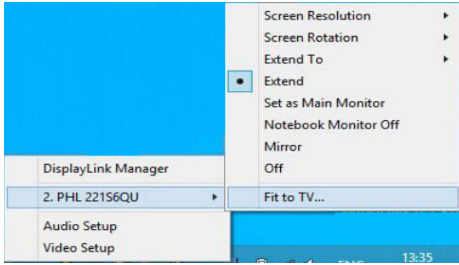 Screen Resolution
Screen Rotation
Extend To
Extend
Set as Main Monitor
Notebook Monitor Off
Mirror
Off
Fit to TV...
DisplayLink Manager
2. PHL 221S6QU
Audio Setup
Video Setup
13:35